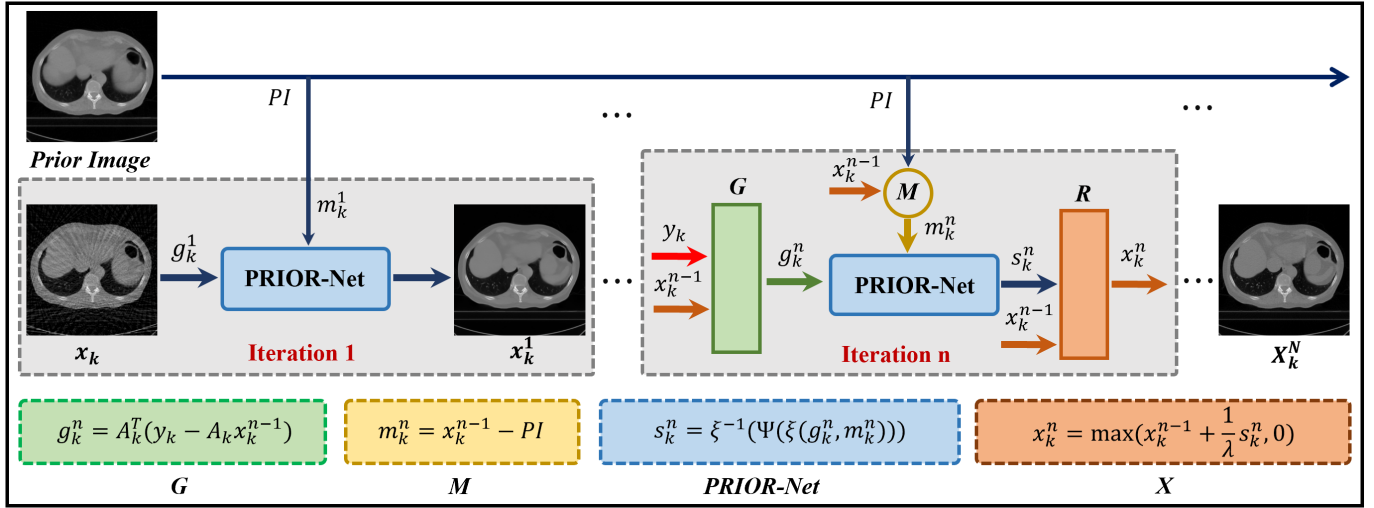 PI
PI
...
...
Prior Image
x_k^{n-1}
M
G
R
m_k^1
m_k^n
g_k^1
y_k
g_k^n
s_k^n
x_k^n
PRIOR-Net
PRIOR-Net
...
x_k^{n-1}
...
x_k^{n-1}
x_k
Iteration 1
x_k^1
Iteration n
X_k^N
g_k^n = A_k^T(y_k − A_k x_k^{n-1})
m_k^n = x_k^{n-1} − PI
s_k^n = ξ^{-1}(Ψ(ξ(g_k^n, m_k^n)))
x_k^n = max(x_k^{n-1} + \frac{1}{λ} s_k^n, 0)
G
M
PRIOR-Net
X